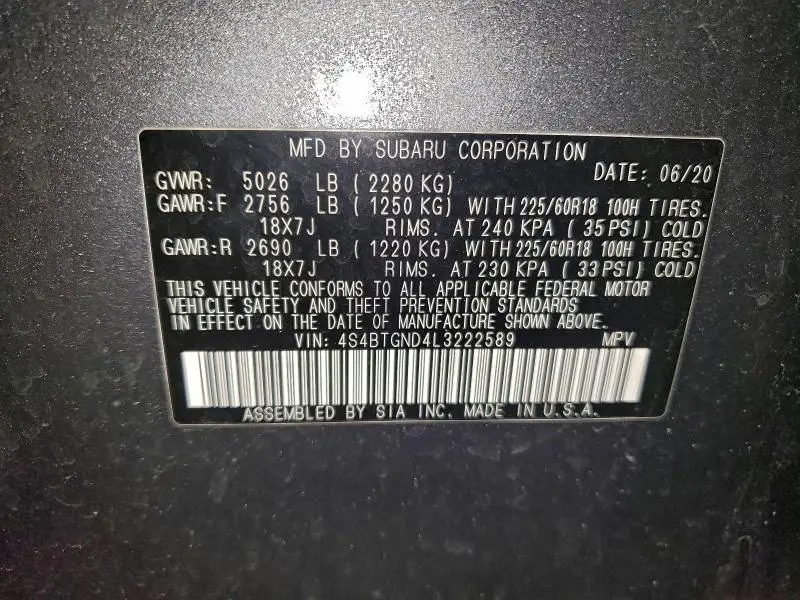 MFD BY SUBARU CORPORATION
DATE: 06/20
GVWR: 5026 LB ( 2280 KG)
GAWR:F 2756 LB ( 1250 KG) WITH 225/60R18 100H TIRES.
18X7J RIMS. AT 240 KPA ( 35 PSI) COLD
GAWR:R 2690 LB ( 1220 KG) WITH 225/60R18 100H TIRES.
18X7J RIMS. AT 230 KPA ( 33 PSI) COLD
THIS VEHICLE CONFORMS TO ALL APPLICABLE FEDERAL MOTOR
VEHICLE SAFETY AND THEFT PREVENTION STANDARDS
IN EFFECT ON THE DATE OF MANUFACTURE SHOWN ABOVE.
VIN: 4S4BTGND4L3222589 MPV
ASSEMBLED BY SIA INC. MADE IN U.S.A.